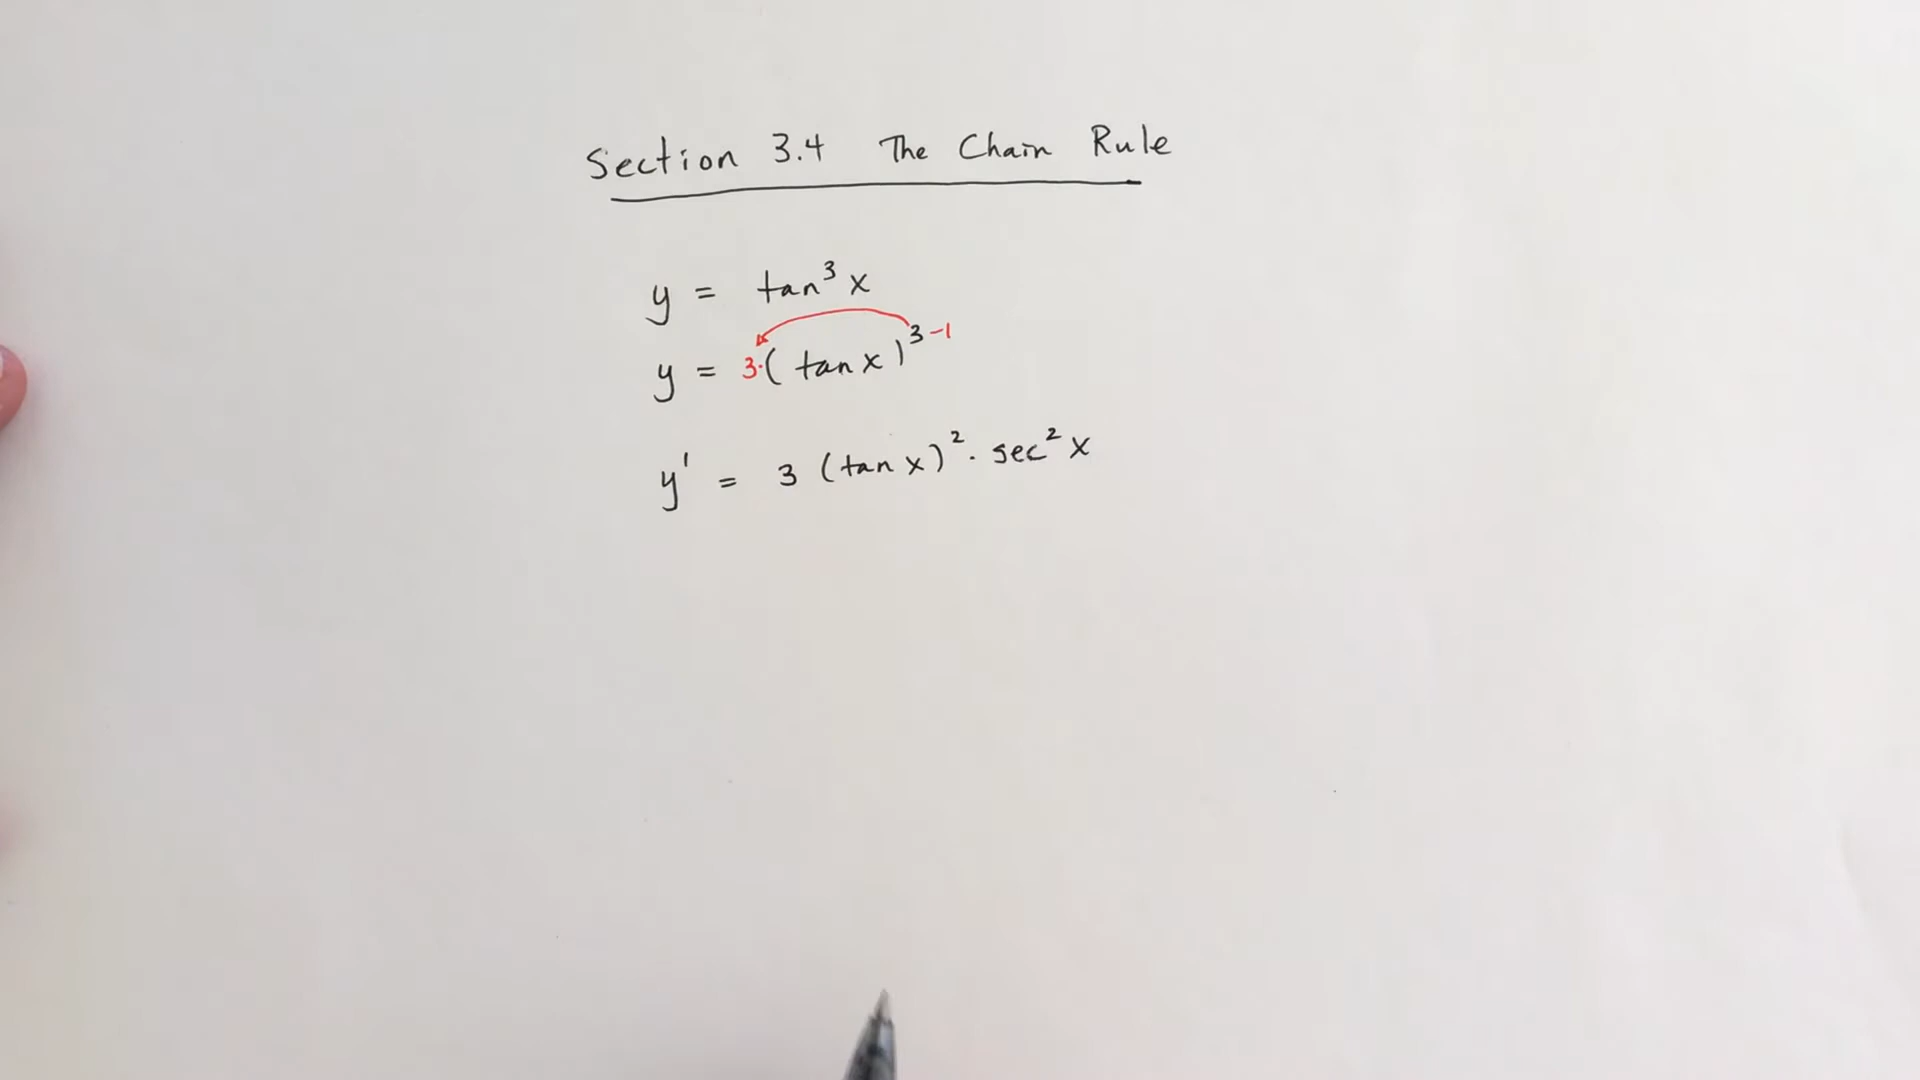 Section 3.4 The Chain Rule
y = tan³ x
y = 3·( tan x )³⁻¹
y' = 3 (tan x)² · sec² x